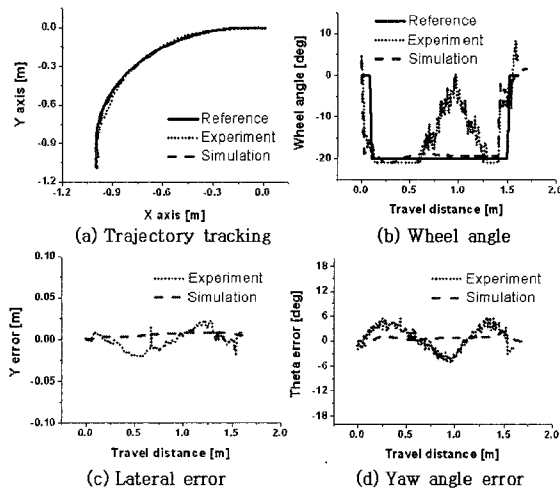 0.0
-0.3
-0.6
-0.9
-1.2
Y axis [m]
Reference
Experiment
Simulation
-1.2
-0.9
-0.6
-0.3
0.0
X axis [m]
(a) Trajectory tracking
10
0
-10
-20
Wheel angle [deg]
Reference
Experiment
Simulation
0.0
0.5
1.0
1.5
2.0
Travel distance [m]
(b) Wheel angle
0.10
0.05
0.00
-0.05
-0.10
Y error [m]
Experiment
Simulation
0.0
0.5
1.0
1.5
2.0
Travel distance [m]
(c) Lateral error
18
12
6
0
-6
-12
-18
Theta error [deg]
Experiment
Simulation
0.0
0.5
1.0
1.5
2.0
Travel distance [m]
(d) Yaw angle error